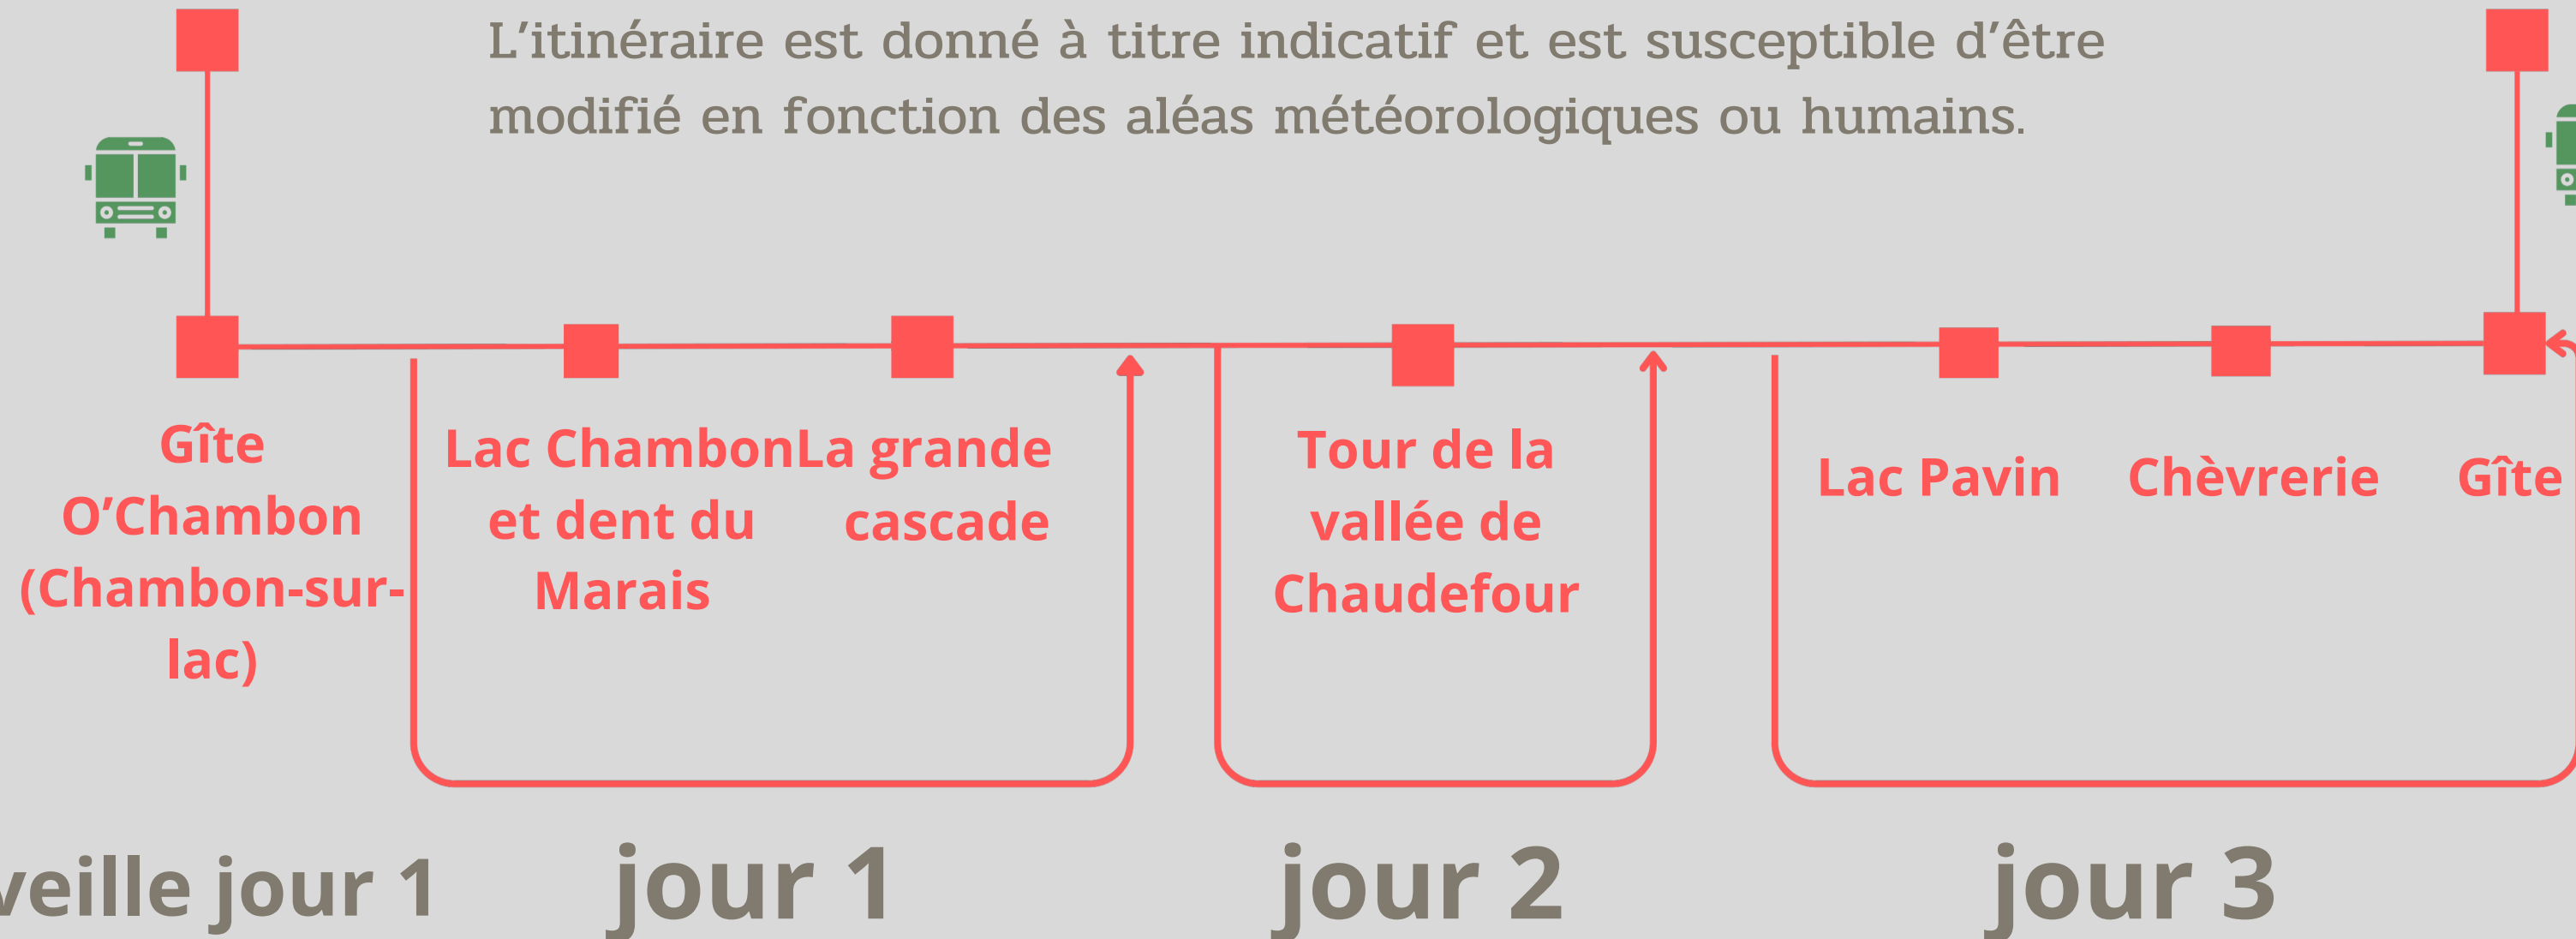 L'itinéraire est donné à titre indicatif et est susceptible d'être
modifié en fonction des aléas météorologiques ou humains.
Gîte
O'Chambon
(Chambon-sur-
lac)
Lac Chambon
et dent du
Marais
La grande
cascade
Tour de la
vallée de
Chaudefour
Lac Pavin
Chèvrerie
Gîte
veille jour 1
jour 1
jour 2
jour 3